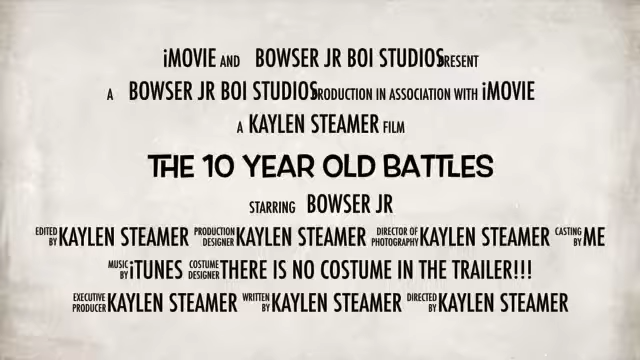 iMOVIE AND BOWSER JR BOI STUDIOS PRESENT
A BOWSER JR BOI STUDIOS PRODUCTION IN ASSOCIATION WITH iMOVIE
A KAYLEN STEAMER FILM
THE 10 YEAR OLD BATTLES
STARRING BOWSER JR
EDITED BY KAYLEN STEAMER PRODUCTION DESIGNER KAYLEN STEAMER DIRECTOR OF PHOTOGRAPHY KAYLEN STEAMER CASTING BY ME
MUSIC BY iTUNES COSTUME DESIGNER THERE IS NO COSTUME IN THE TRAILER!!!
EXECUTIVE PRODUCER KAYLEN STEAMER WRITTEN BY KAYLEN STEAMER DIRECTED BY KAYLEN STEAMER